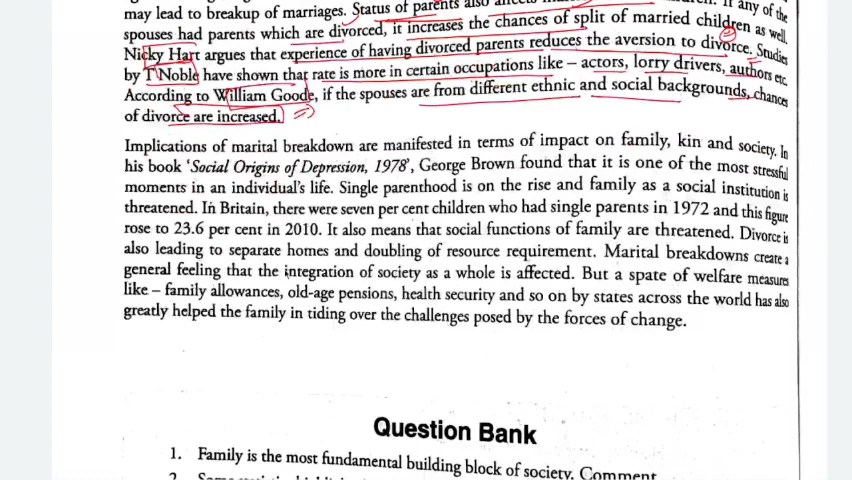 may lead to breakup of marriages. Status of parents also If any of the
spouses had parents which are divorced, it increases the chances of split of married children as well.
Nicky Hart argues that experience of having divorced parents reduces the aversion to divorce. Studies
by T Noble have shown that rate is more in certain occupations like – actors, lorry drivers, authors etc.
According to William Goode, if the spouses are from different ethnic and social backgrounds, chances
of divorce are increased.
Implications of marital breakdown are manifested in terms of impact on family, kin and society. In
his book 'Social Origins of Depression, 1978', George Brown found that it is one of the most stressful
moments in an individual's life. Single parenthood is on the rise and family as a social institution is
threatened. In Britain, there were seven per cent children who had single parents in 1972 and this figure
rose to 23.6 per cent in 2010. It also means that social functions of family are threatened. Divorce is
also leading to separate homes and doubling of resource requirement. Marital breakdowns create a
general feeling that the integration of society as a whole is affected. But a spate of welfare measures
like – family allowances, old-age pensions, health security and so on by states across the world has also
greatly helped the family in tiding over the challenges posed by the forces of change.
Question Bank
1. Family is the most fundamental building block of society. Comment